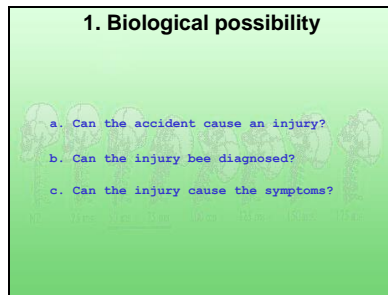 1. Biological possibility
a. Can the accident cause an injury?
b. Can the injury bee diagnosed?
c. Can the injury cause the symptoms?